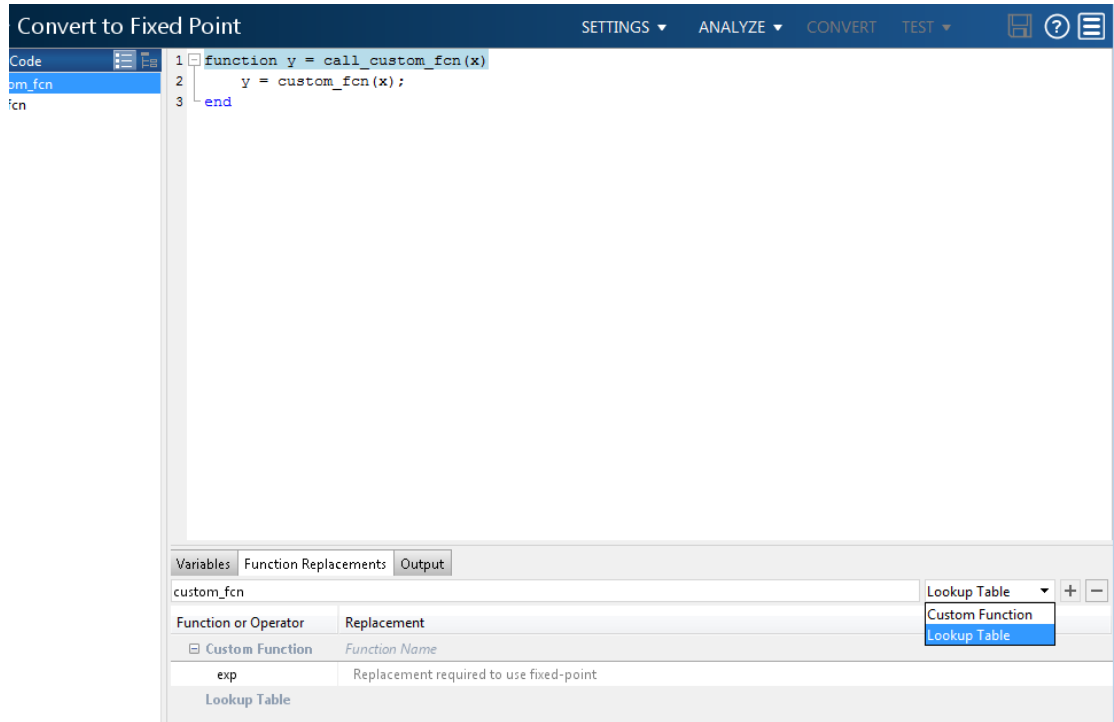 Convert to Fixed Point SETTINGS ▼ ANALYZE ▼ CONVERT TEST ▼
Code
om_fcn
fcn
1 function y = call_custom_fcn(x)
2 y = custom_fcn(x);
3 end
Variables Function Replacements Output
custom_fcn Lookup Table ▼ + −
Custom Function
Lookup Table
Function or Operator Replacement
Custom Function Function Name
exp Replacement required to use fixed-point
Lookup Table